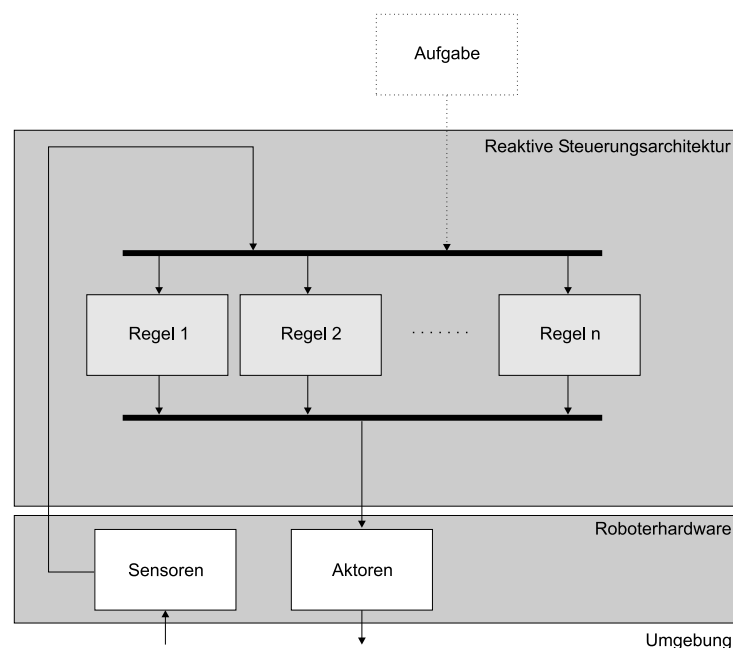 Aufgabe
Reaktive Steuerungsarchitektur
Regel 1
Regel 2
.......
Regel n
Roboterhardware
Sensoren
Aktoren
Umgebung